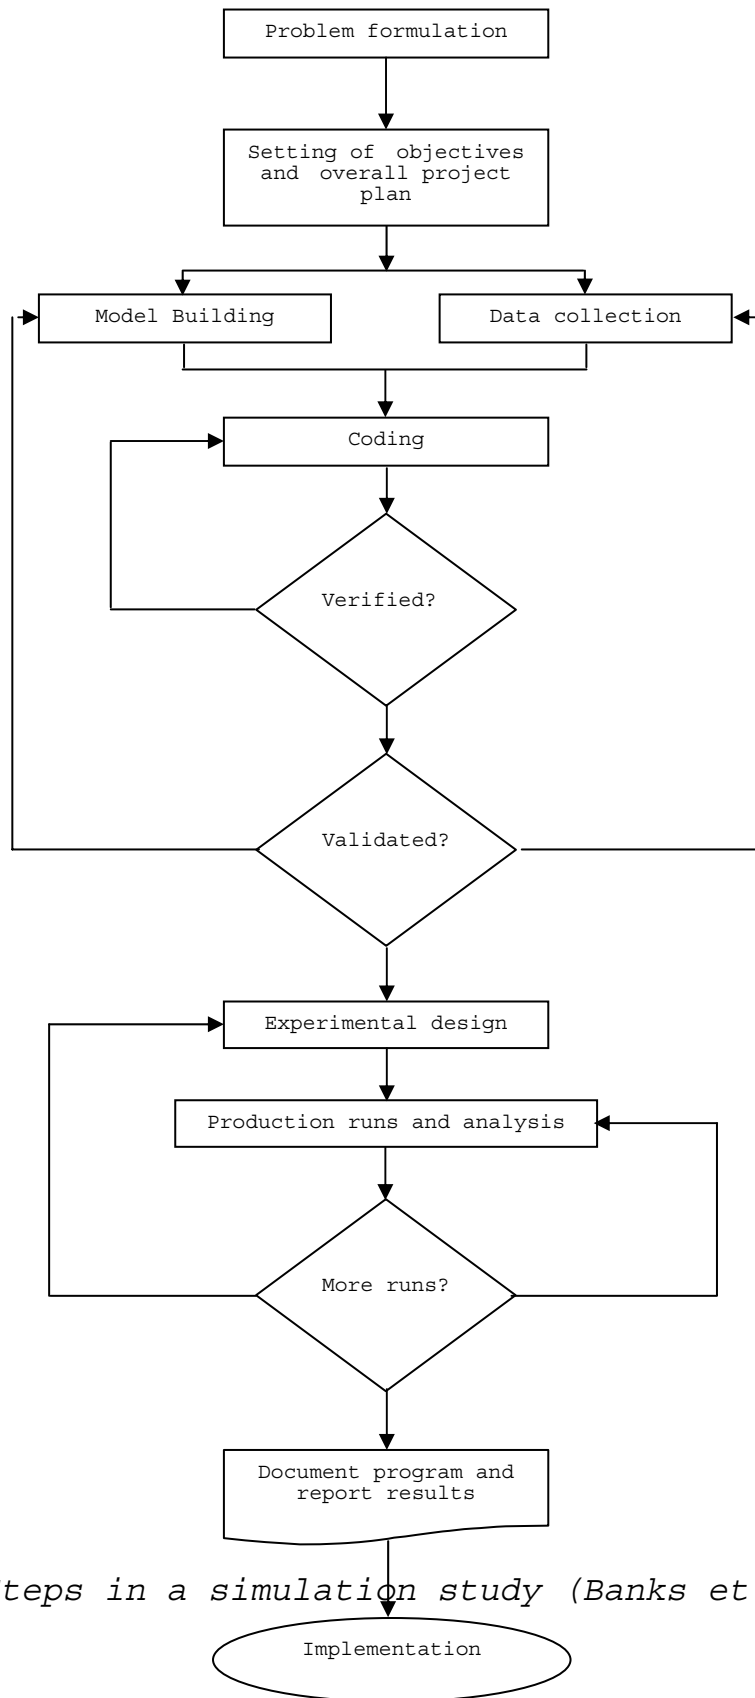 Problem formulation
Setting of objectives
and overall project
plan
Model Building
Data collection
Coding
Verified?
Validated?
Experimental design
Production runs and analysis
More runs?
Document program and
report results
teps in a simulation study (Banks et
Implementation